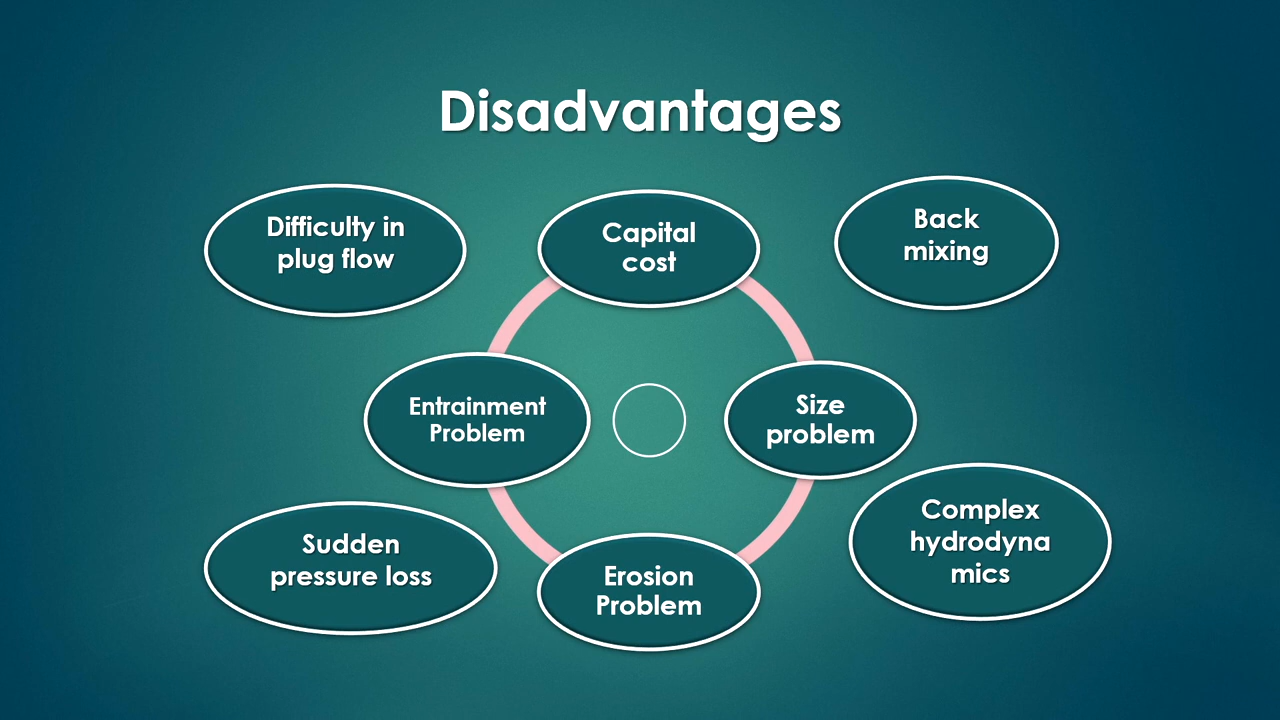 Disadvantages
Difficulty in
plug flow
Capital
cost
Back
mixing
Entrainment
Problem
Size
problem
Sudden
pressure loss
Erosion
Problem
Complex
hydrodyna
mics